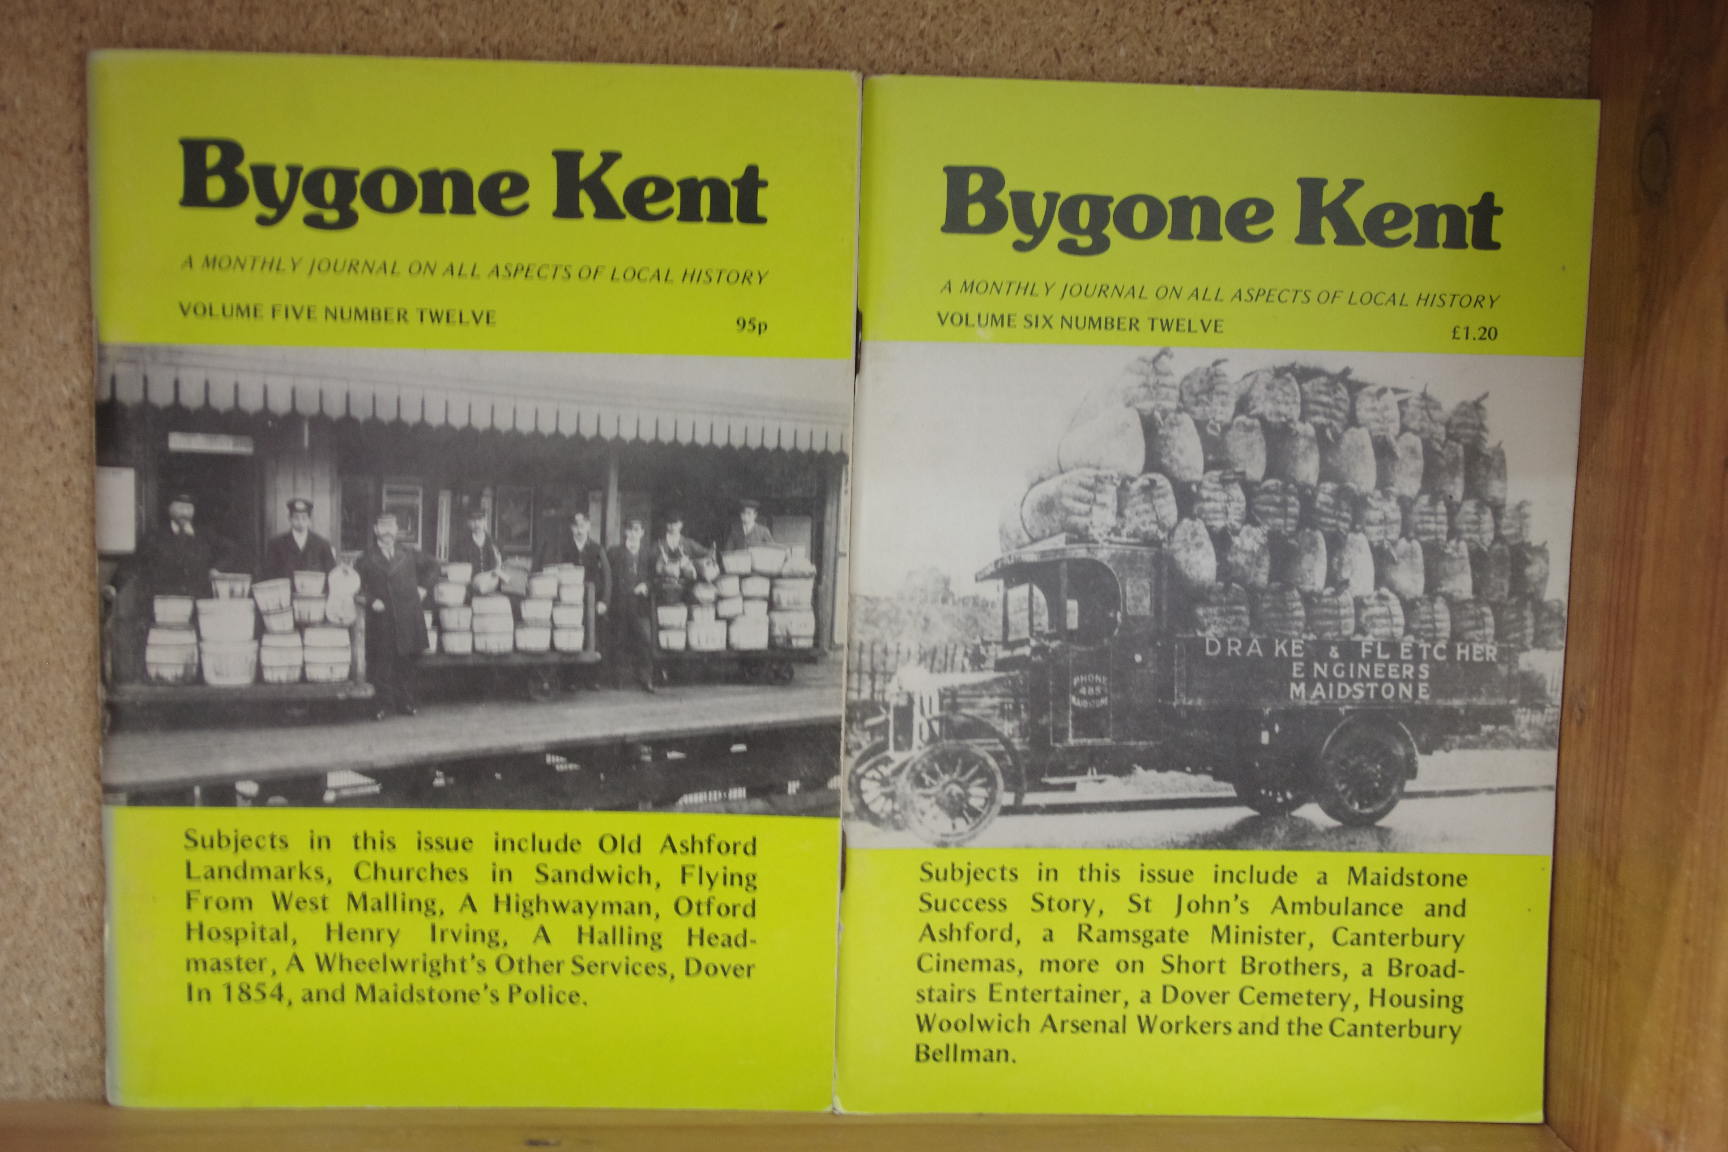 Bygone Kent
A MONTHLY JOURNAL ON ALL ASPECTS OF LOCAL HISTORY
VOLUME FIVE NUMBER TWELVE
95p
Subjects in this issue include Old Ashford
Landmarks, Churches in Sandwich, Flying
From West Malling, A Highwayman, Otford
Hospital, Henry Irving, A Halling Head-
master, A Wheelwright's Other Services, Dover
In 1854, and Maidstone's Police.
Bygone Kent
A MONTHLY JOURNAL ON ALL ASPECTS OF LOCAL HISTORY
VOLUME SIX NUMBER TWELVE
£1.20
DRAKE & FLETCHER
ENGINEERS
MAIDSTONE
PHONE
485
MAIDSTONE
Subjects in this issue include a Maidstone
Success Story, St John's Ambulance and
Ashford, a Ramsgate Minister, Canterbury
Cinemas, more on Short Brothers, a Broad-
stairs Entertainer, a Dover Cemetery, Housing
Woolwich Arsenal Workers and the Canterbury
Bellman.